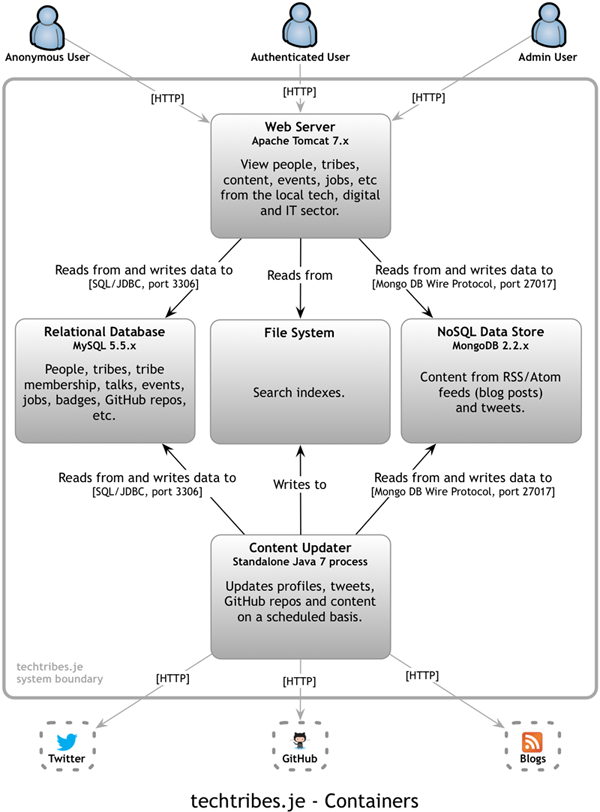 Anonymous User
Authenticated User
Admin User
[HTTP]
[HTTP]
[HTTP]
Web Server
Apache Tomcat 7.x
View people, tribes,
content, events, jobs, etc
from the local tech, digital
and IT sector.
Reads from and writes data to
[SQL/JDBC, port 3306]
Reads from
Reads from and writes data to
[Mongo DB Wire Protocol, port 27017]
Relational Database
MySQL 5.5.x
People, tribes, tribe
membership, talks, events,
jobs, badges, GitHub repos,
etc.
File System
Search indexes.
NoSQL Data Store
MongoDB 2.2.x
Content from RSS/Atom
feeds (blog posts)
and tweets.
Reads from and writes data to
[SQL/JDBC, port 3306]
Writes to
Reads from and writes data to
[Mongo DB Wire Protocol, port 27017]
Content Updater
Standalone Java 7 process
Updates profiles, tweets,
GitHub repos and content
on a scheduled basis.
techtribes.je
system boundary
[HTTP]
[HTTP]
[HTTP]
Twitter
GitHub
Blogs
techtribes.je - Containers